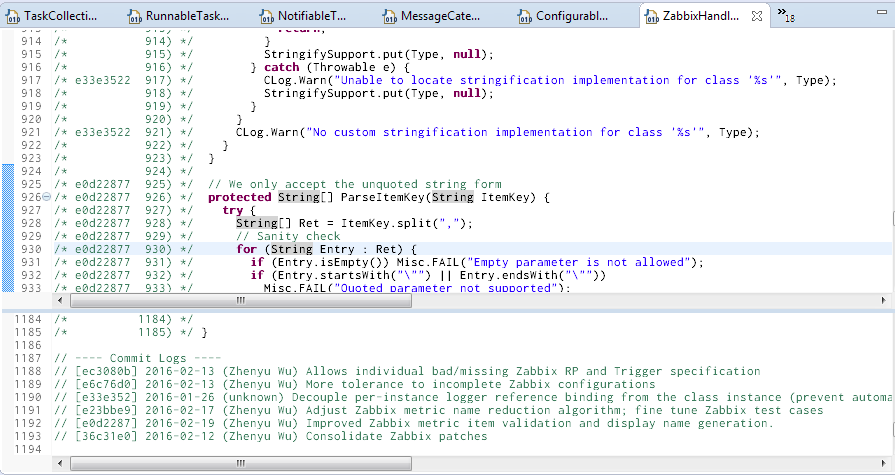 TaskCollecti... RunnableTask... NotifiableT... MessageCate... Configurabl... ZabbixHandl... »18
914 /* 914) */ }
915 /* 915) */ StringifySupport.put(Type, null);
916 /* 916) */ } catch (Throwable e) {
917 /* e33e3522 917) */ CLog.Warn("Unable to locate stringification implementation for class '%s'", Type);
918 /* 918) */ StringifySupport.put(Type, null);
919 /* 919) */ }
920 /* 920) */ }
921 /* e33e3522 921) */ CLog.Warn("No custom stringification implementation for class '%s'", Type);
922 /* 922) */ }
923 /* 923) */ }
924 /* 924) */
925 /* e0d22877 925) */ // We only accept the unquoted string form
926 /* e0d22877 926) */ protected String[] ParseItemKey(String ItemKey) {
927 /* e0d22877 927) */ try {
928 /* e0d22877 928) */ String[] Ret = ItemKey.split(",");
929 /* e0d22877 929) */ // Sanity check
930 /* e0d22877 930) */ for (String Entry : Ret) {
931 /* e0d22877 931) */ if (Entry.isEmpty()) Misc.FAIL("Empty parameter is not allowed");
932 /* e0d22877 932) */ if (Entry.startsWith("\"") || Entry.endsWith("\""))
933 /* e0d22877 933) */ Misc.FAIL("Quoted parameter not supported");
1184 /* 1184) */
1185 /* 1185) */ }
1186
1187 // ---- Commit Logs ----
1188 // [ec3080b] 2016-02-13 (Zhenyu Wu) Allows individual bad/missing Zabbix RP and Trigger specification
1189 // [e6c76d0] 2016-02-13 (Zhenyu Wu) More tolerance to incomplete Zabbix configurations
1190 // [e33e352] 2016-01-26 (unknown) Decouple per-instance logger reference binding from the class instance (prevent automa
1191 // [e23bbe9] 2016-02-17 (Zhenyu Wu) Adjust Zabbix metric name reduction algorithm; fine tune Zabbix test cases
1192 // [e0d2287] 2016-02-19 (Zhenyu Wu) Improved Zabbix metric item validation and display name generation.
1193 // [36c31e0] 2016-02-12 (Zhenyu Wu) Consolidate Zabbix patches
1194